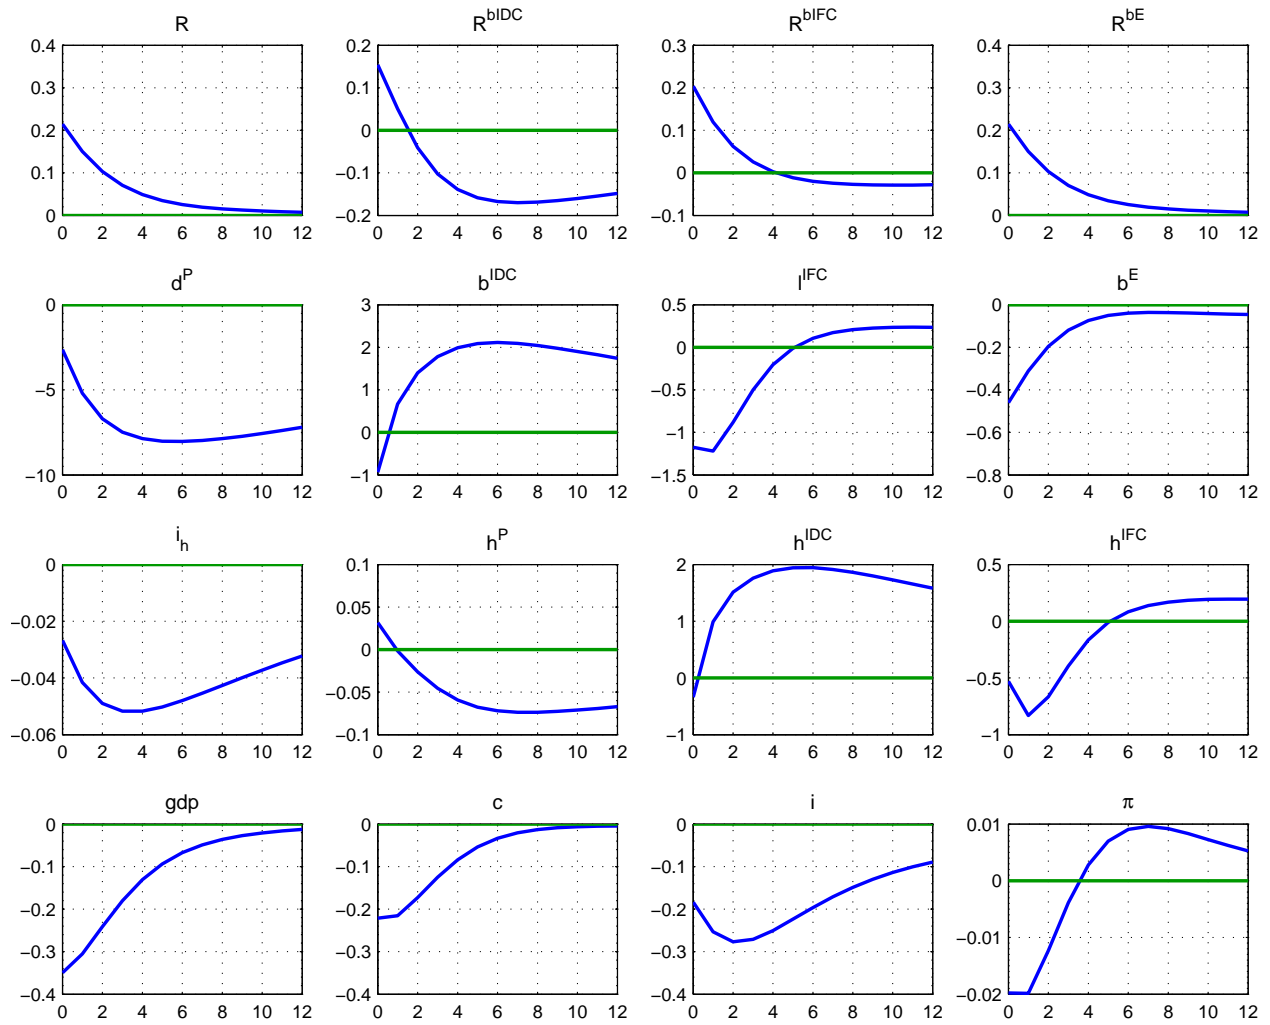 R R^bIDC R^bIFC R^bE
0.4 0.2 0.3 0.4
0.3 0.1 0.2 0.3
0.2 0 0.1 0.2
0.1 −0.1 0 0.1
0 −0.2 −0.1 0
0 2 4 6 8 10 12 0 2 4 6 8 10 12 0 2 4 6 8 10 12 0 2 4 6 8 10 12
d^P b^IDC l^IFC b^E
0 3 0.5 0
2 0 −0.2
−5 1 −0.5 −0.4
0 −1 −0.6
−10 −1 −1.5 −0.8
0 2 4 6 8 10 12 0 2 4 6 8 10 12 0 2 4 6 8 10 12 0 2 4 6 8 10 12
i_h h^P h^IDC h^IFC
0 0.1 2 0.5
−0.02 0.05 1 0
−0.04 0 0 −0.5
−0.05
−0.06 −0.1 −1 −1
0 2 4 6 8 10 12 0 2 4 6 8 10 12 0 2 4 6 8 10 12 0 2 4 6 8 10 12
gdp c i π
0 0 0 0.01
−0.1 −0.1 −0.1 0
−0.2 −0.2 −0.2
−0.3 −0.3 −0.3 −0.01
−0.4 −0.4 −0.4 −0.02
0 2 4 6 8 10 12 0 2 4 6 8 10 12 0 2 4 6 8 10 12 0 2 4 6 8 10 12